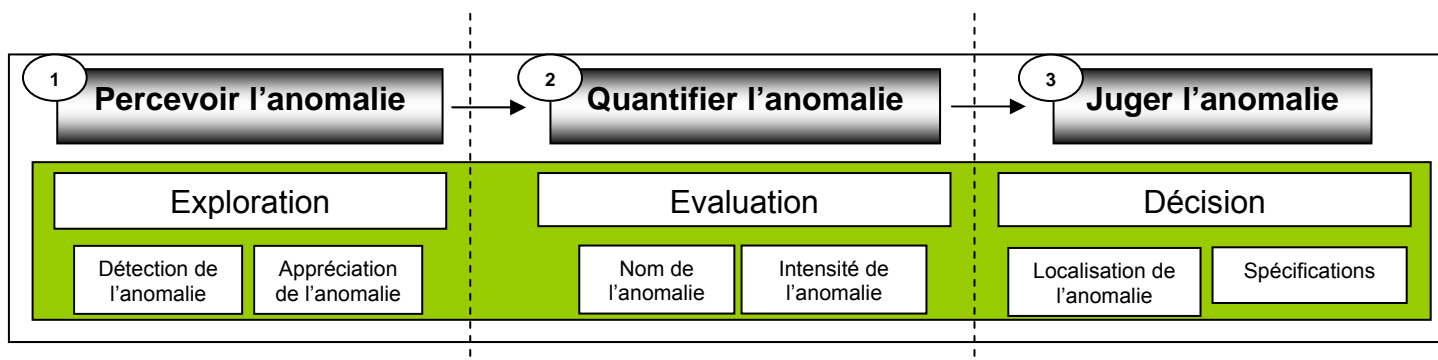 1
Percevoir l'anomalie
2
Quantifier l'anomalie
3
Juger l'anomalie
Exploration
Evaluation
Décision
Détection de
l'anomalie
Appréciation
de l'anomalie
Nom de
l'anomalie
Intensité de
l'anomalie
Localisation de
l'anomalie
Spécifications